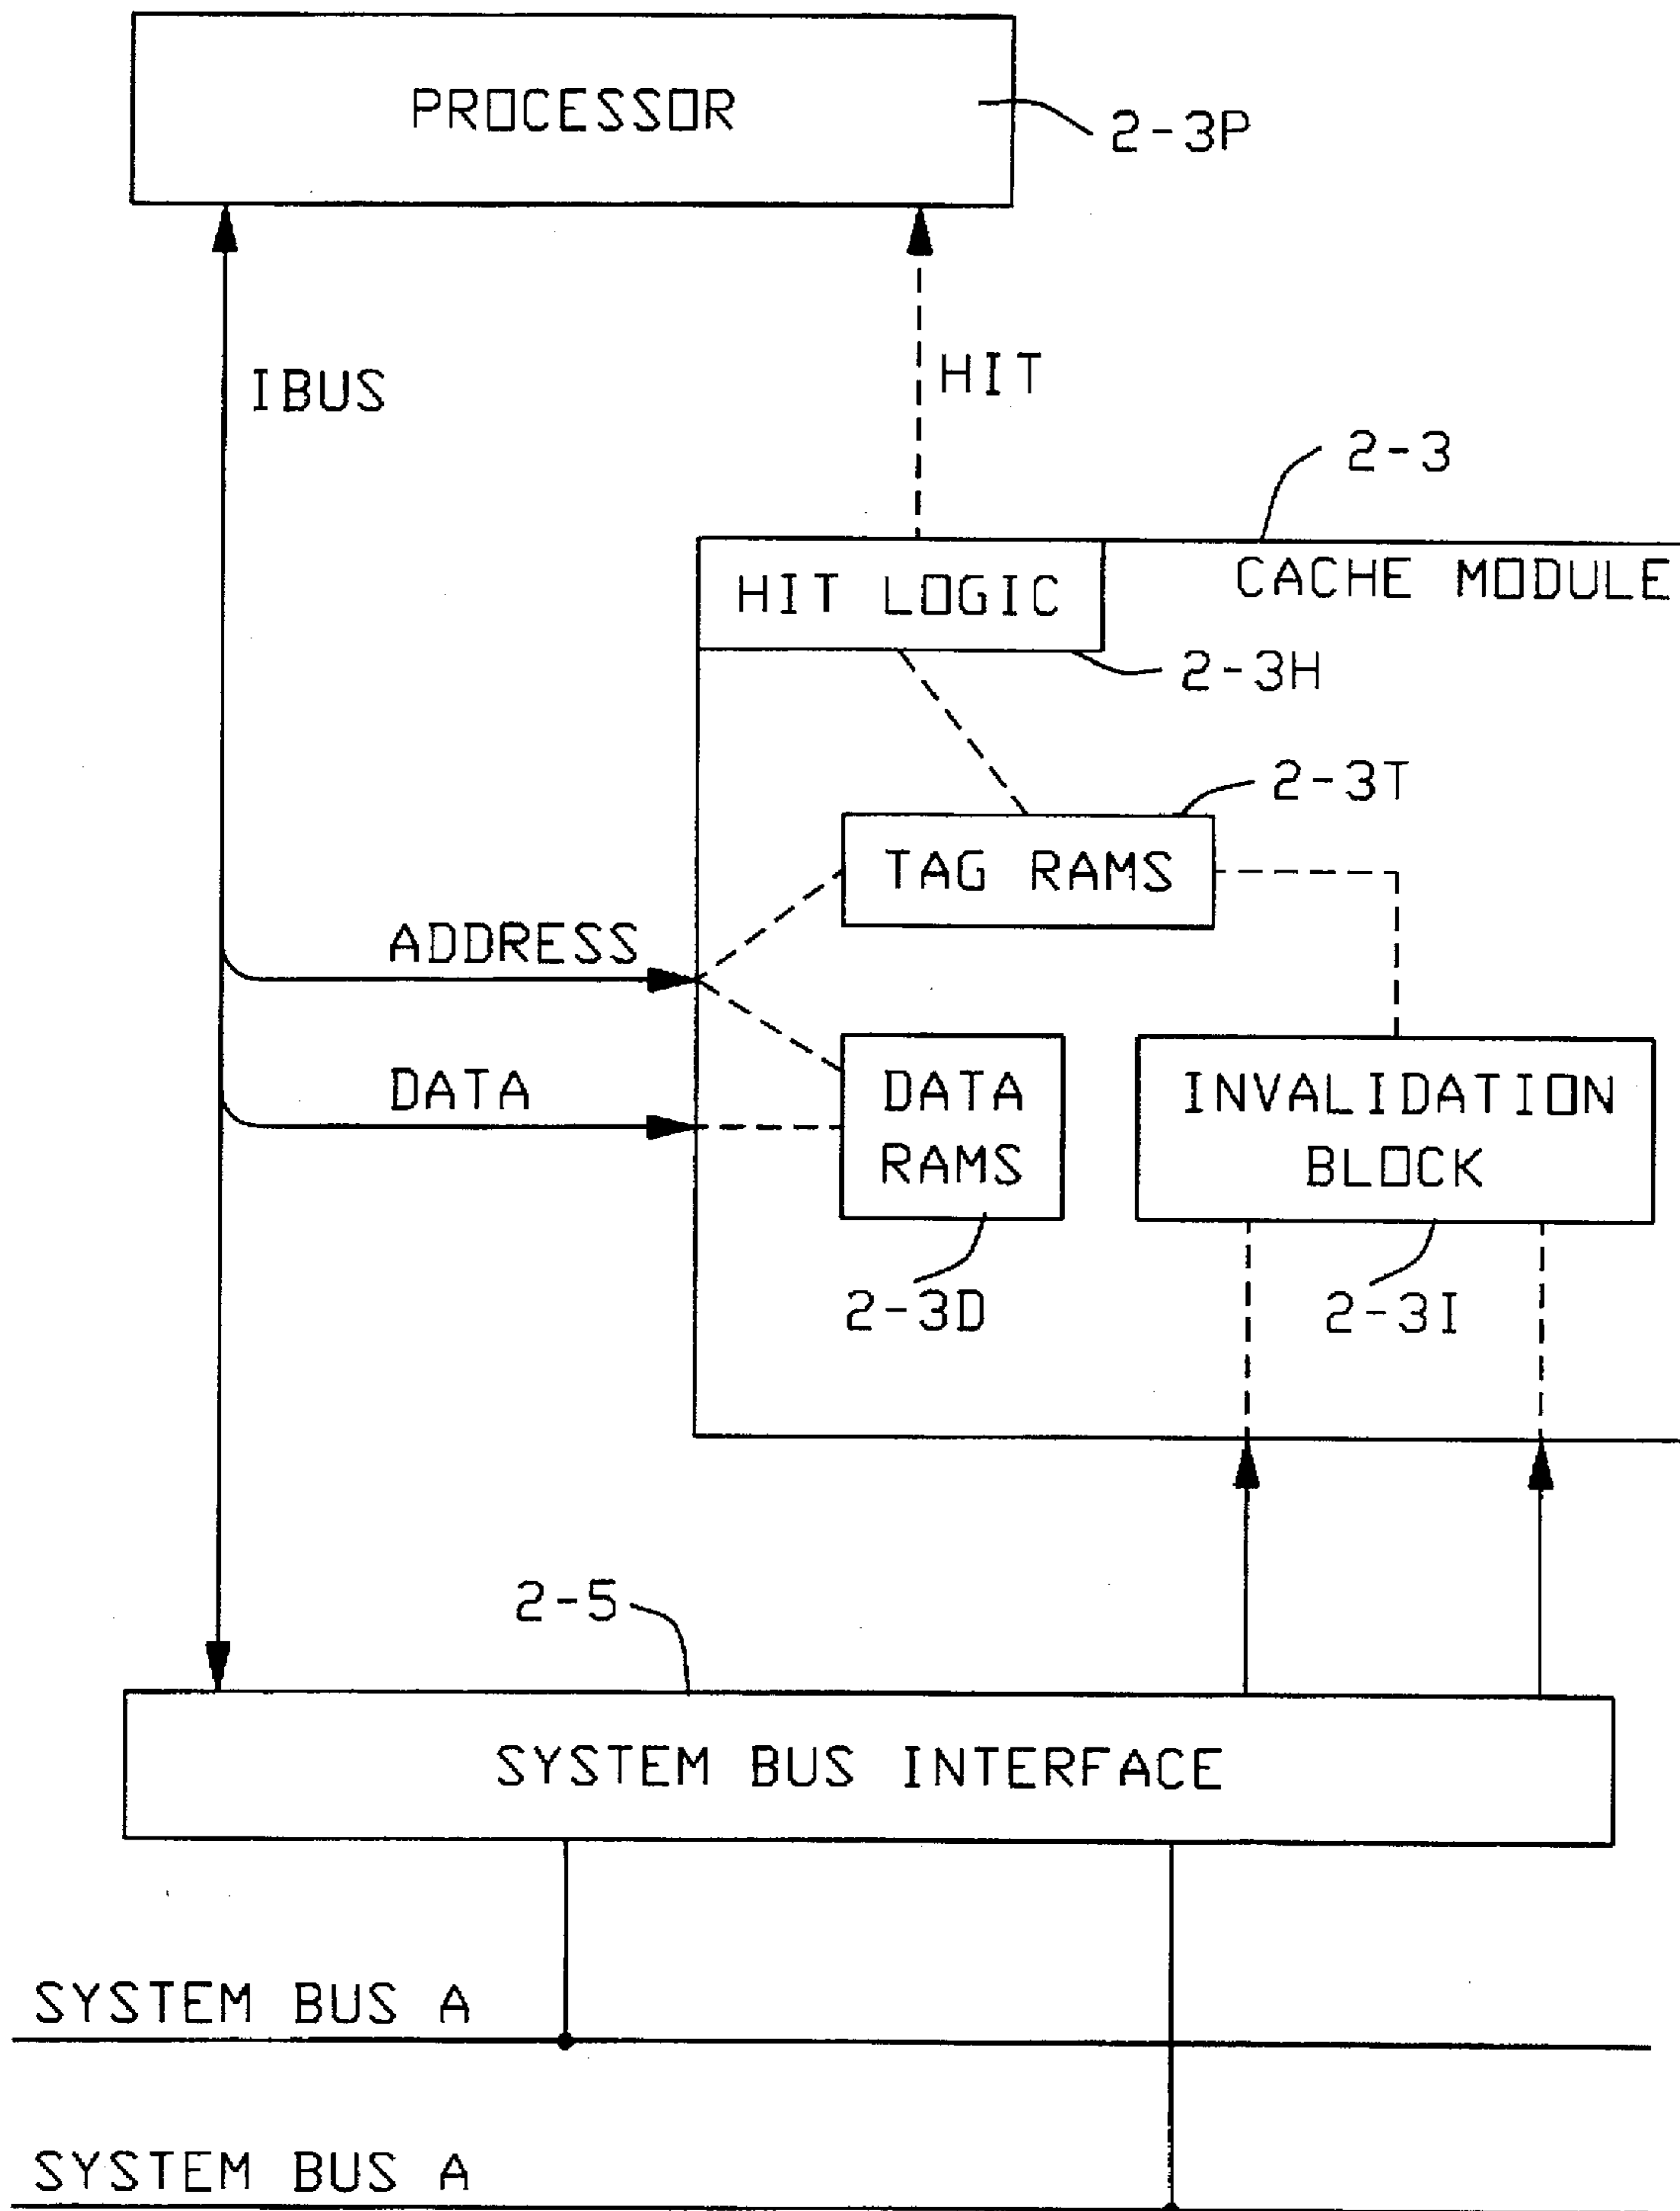 PROCESSOR
2-3P
IBUS
HIT
2-3
HIT LOGIC
CACHE MODULE
2-3H
2-3T
TAG RAMS
ADDRESS
DATA
DATA
RAMS
INVALIDATION
BLOCK
2-3D
2-3I
2-5
SYSTEM BUS INTERFACE
SYSTEM BUS A
SYSTEM BUS A